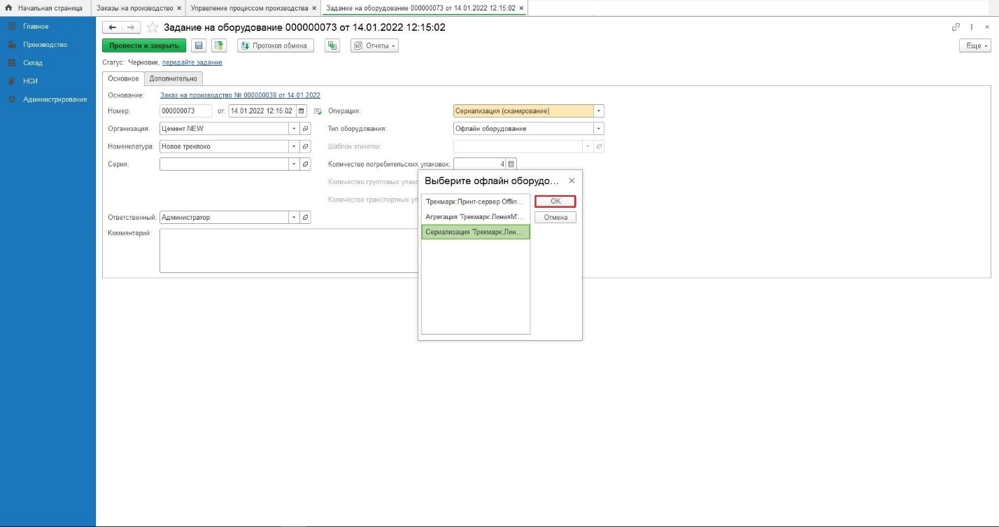 Начальная страница
Заказы на производство ×
Управление процессом производства ×
Задание на оборудование 000000073 от 14.01.2022 12:15:02 ×
Главное
Производство
Склад
НСИ
Администрирование
Задание на оборудование 000000073 от 14.01.2022 12:15:02
Провести и закрыть
Протокол обмена
Отчеты
Еще
Статус: Черновик, передайте задание
Основное
Дополнительно
Основание: Заказ на производство № 000000038 от 14.01.2022
Номер: 000000073 от: 14.01.2022 12:15:02
Операция: Сериализация (сканирование)
Организация: Цемент NEW
Тип оборудования: Офлайн оборудование
Номенклатура: Новое треклоко
Шаблон этикетки:
Серия:
Количество потребительских упаковок: 4
Количество групповых упако
Количество транспортных уп
Ответственный: Администратор
Комментарий:
Выберите офлайн оборудо...
'Трекмарк:Принт-сервер Offlin...
Агрегация 'Трекмарк:ЛинияМ'...
Сериализация 'Трекмарк:Лин...
OK
Отмена